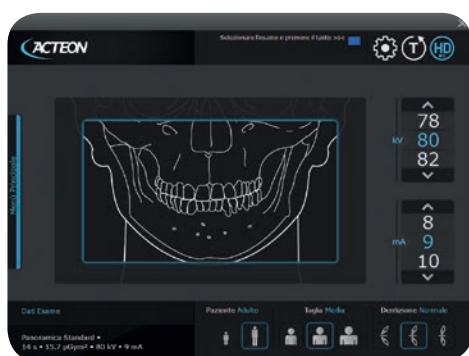 ACTEON
Selezionare l'esame e premere il tasto >o<
T
HD
78
kV 80
82
Menù Principale
8
mA 9
10
Dati Esame
Paziente Adulto
Taglia Media
Dentizione Normale
Panoramica Standard •
14 s • 15.7 µGym² • 80 kV • 9 mA